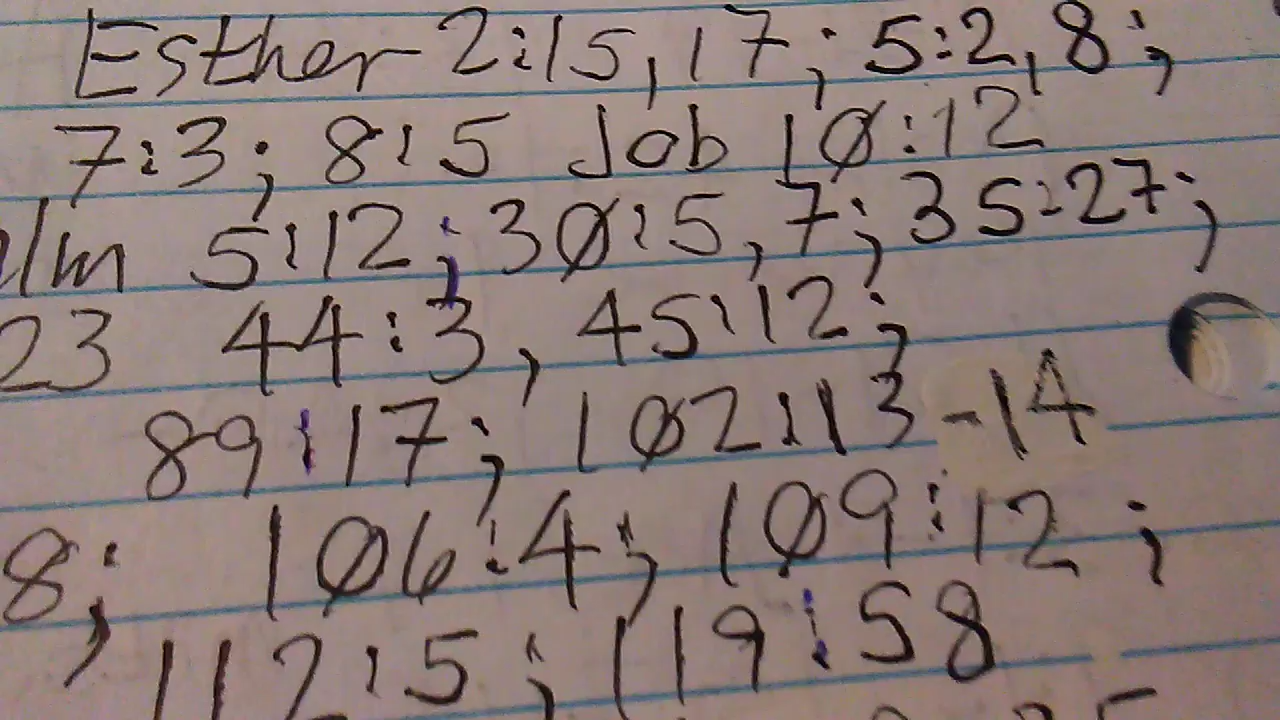 Esther 2:15, 17; 5:2, 8;
7:3; 8:5 Job 10:12
lm 5:12; 30:5, 7; 35:27;
23 44:3, 45:12;
89:17; 102:13-14
8; 106:4; 109:12;
112:5; 119:58